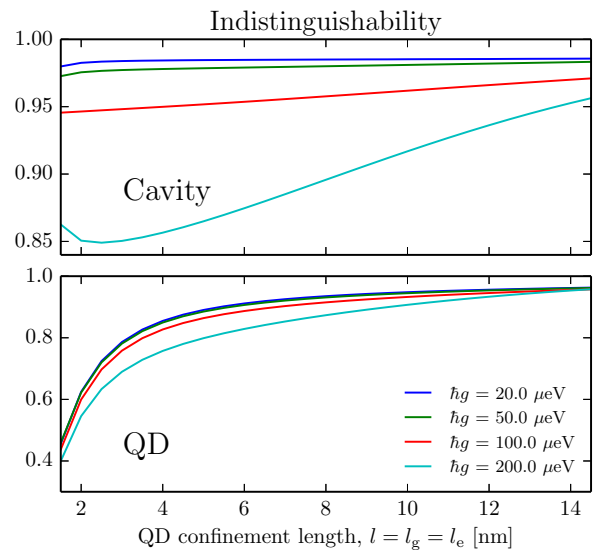 Indistinguishability
1.00
0.95
0.90
0.85
Cavity
1.0
0.8
0.6
0.4
QD
ħg = 20.0 μeV
ħg = 50.0 μeV
ħg = 100.0 μeV
ħg = 200.0 μeV
2 4 6 8 10 12 14
QD confinement length, l = l_g = l_e [nm]